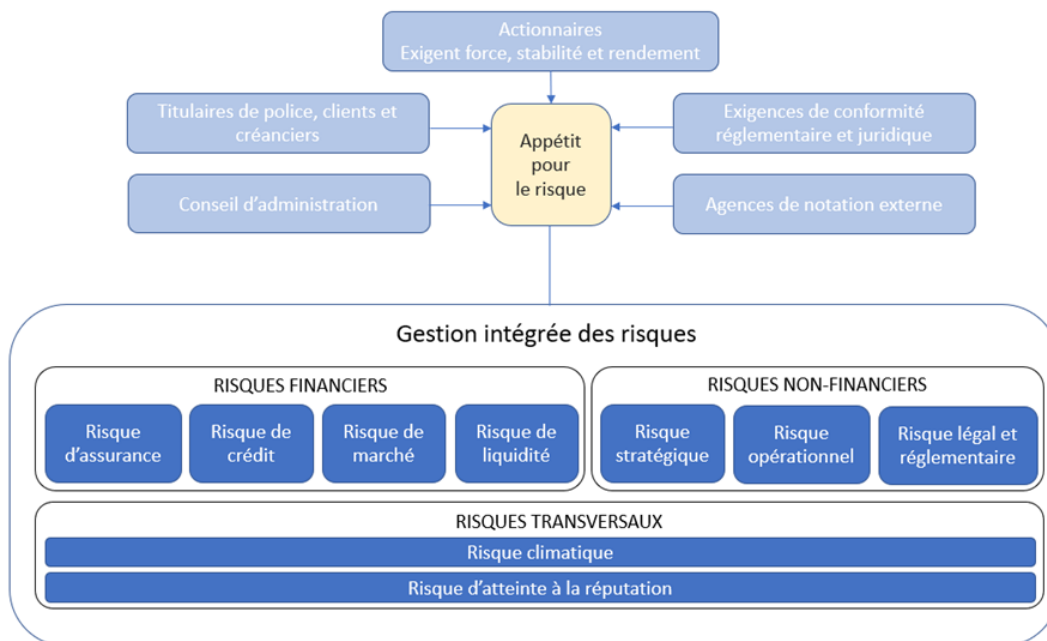 Actionnaires
Exigent force, stabilité et rendement
Titulaires de police, clients et
créanciers
Exigences de conformité
réglementaire et juridique
Appétit
pour
le risque
Conseil d'administration
Agences de notation externe
Gestion intégrée des risques
RISQUES FINANCIERS
Risque
d'assurance
Risque de
crédit
Risque de
marché
Risque de
liquidité
RISQUES NON-FINANCIERS
Risque
stratégique
Risque
opérationnel
Risque légal et
réglementaire
RISQUES TRANSVERSAUX
Risque climatique
Risque d'atteinte à la réputation